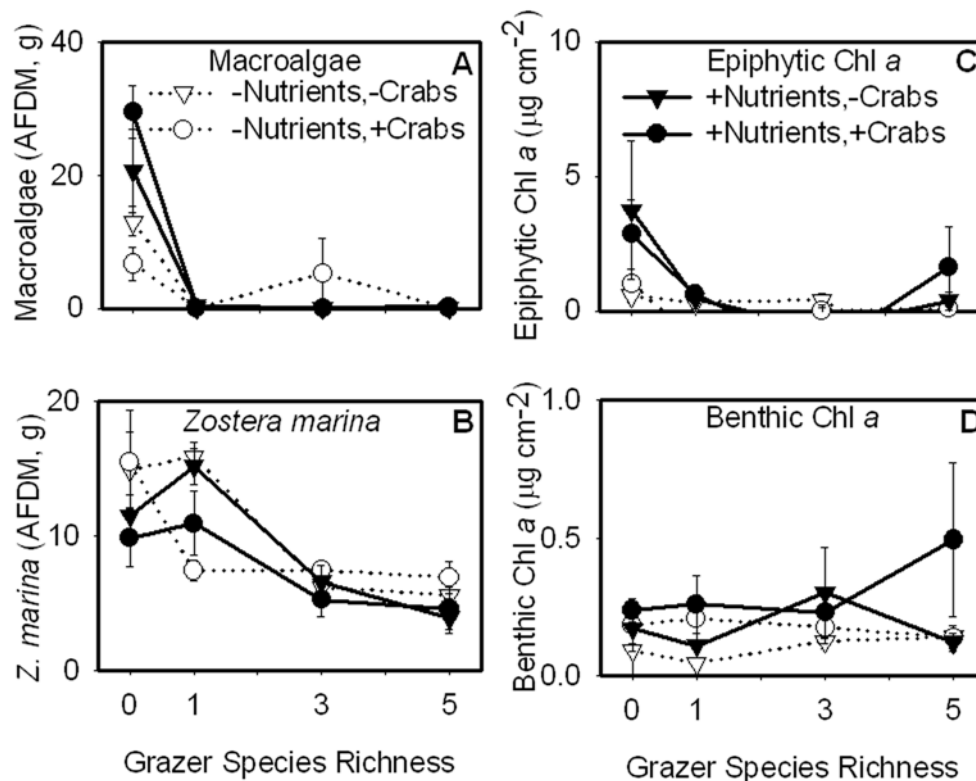 Macroalgae A
-Nutrients,-Crabs
-Nutrients,+Crabs
Macroalgae (AFDM, g)
40
20
0
Epiphytic Chl a C
+Nutrients,-Crabs
+Nutrients,+Crabs
Epiphytic Chl a (μg cm⁻²)
10
5
0
Zostera marina B
Z. marina (AFDM, g)
20
10
0
0 1 3 5
Grazer Species Richness
Benthic Chl a D
Benthic Chl a (μg cm⁻²)
1.0
0.5
0.0
0 1 3 5
Grazer Species Richness